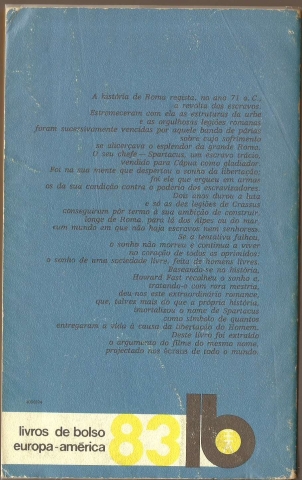 A história de Roma regista, no ano 71 a. C.,
a revolta dos escravos.
Estremeceram com ela as estruturas da urbe
e as orgulhosas legiões romanas
foram sucessivamente vencidas por aquele bando de párias
sobre cujo sofrimento
se alicerçava o esplendor da grande Roma.
O seu chefe — Spartacus, um escravo trácio,
vendido para Cápua como gladiador.
Foi na sua mente que despertou o sonho da libertação;
foi ele que ergueu em armas
os da sua condição contra o poderio dos escravizadores.
Dois anos durou a luta
e só as dez legiões de Crassus
conseguiram pôr termo à sua ambição de construir,
longe de Roma, para lá dos Alpes ou do mar,
um mundo em que não haja escravos nem senhores.
Se a tentativa falhou,
o sonho não morreu e continua a viver
no coração de todos os oprimidos:
o sonho de uma sociedade livre, feita de homens livres.
Baseando-se na História,
Howard Fast recolheu o sonho e,
tratando-o com rara mestria,
deu-nos este extraordinário romance
que, talvez mais do que a própria história,
imortalizou o nome de Spartacus
como símbolo de quantos
entregaram a vida à causa da libertação do Homem.
Deste livro foi extraído
o argumento do filme do mesmo nome,
projectado nos écrans de todo o mundo.
livros de bolso
europa-américa
83
lb